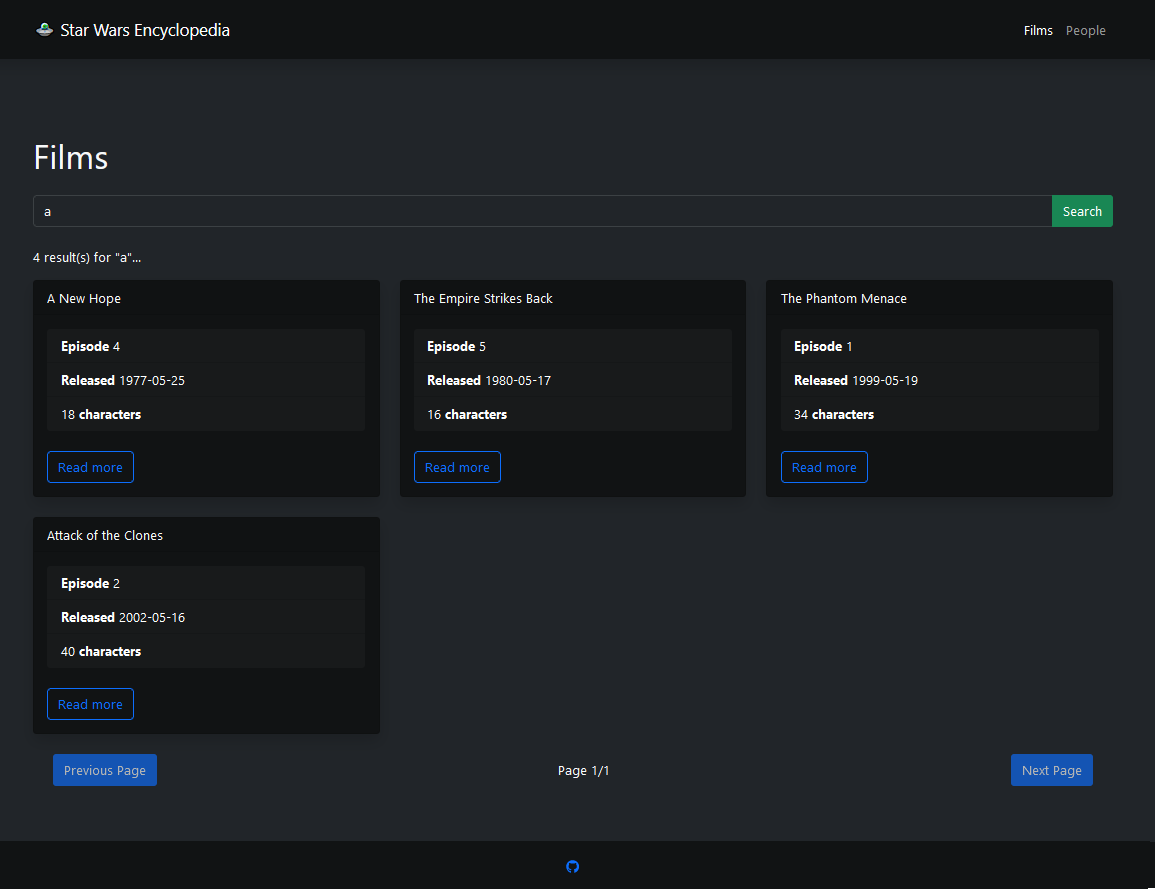 Star Wars Encyclopedia
Films People
Films
a
Search
4 result(s) for "a"...
A New Hope
Episode 4
Released 1977-05-25
18 characters
Read more
The Empire Strikes Back
Episode 5
Released 1980-05-17
16 characters
Read more
The Phantom Menace
Episode 1
Released 1999-05-19
34 characters
Read more
Attack of the Clones
Episode 2
Released 2002-05-16
40 characters
Read more
Previous Page
Page 1/1
Next Page